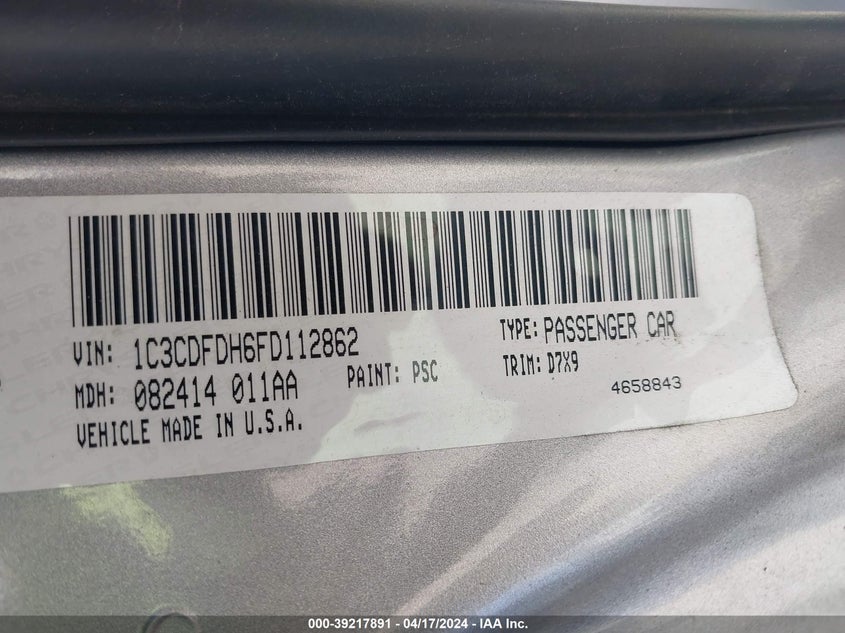 VIN: 1C3CDFDH6FD112862
TYPE: PASSENGER CAR
MDH: 082414 011AA
PAINT: PSC
TRIM: D7X9
VEHICLE MADE IN U.S.A.
4658843
000-39217891 - 04/17/2024 - IAA Inc.